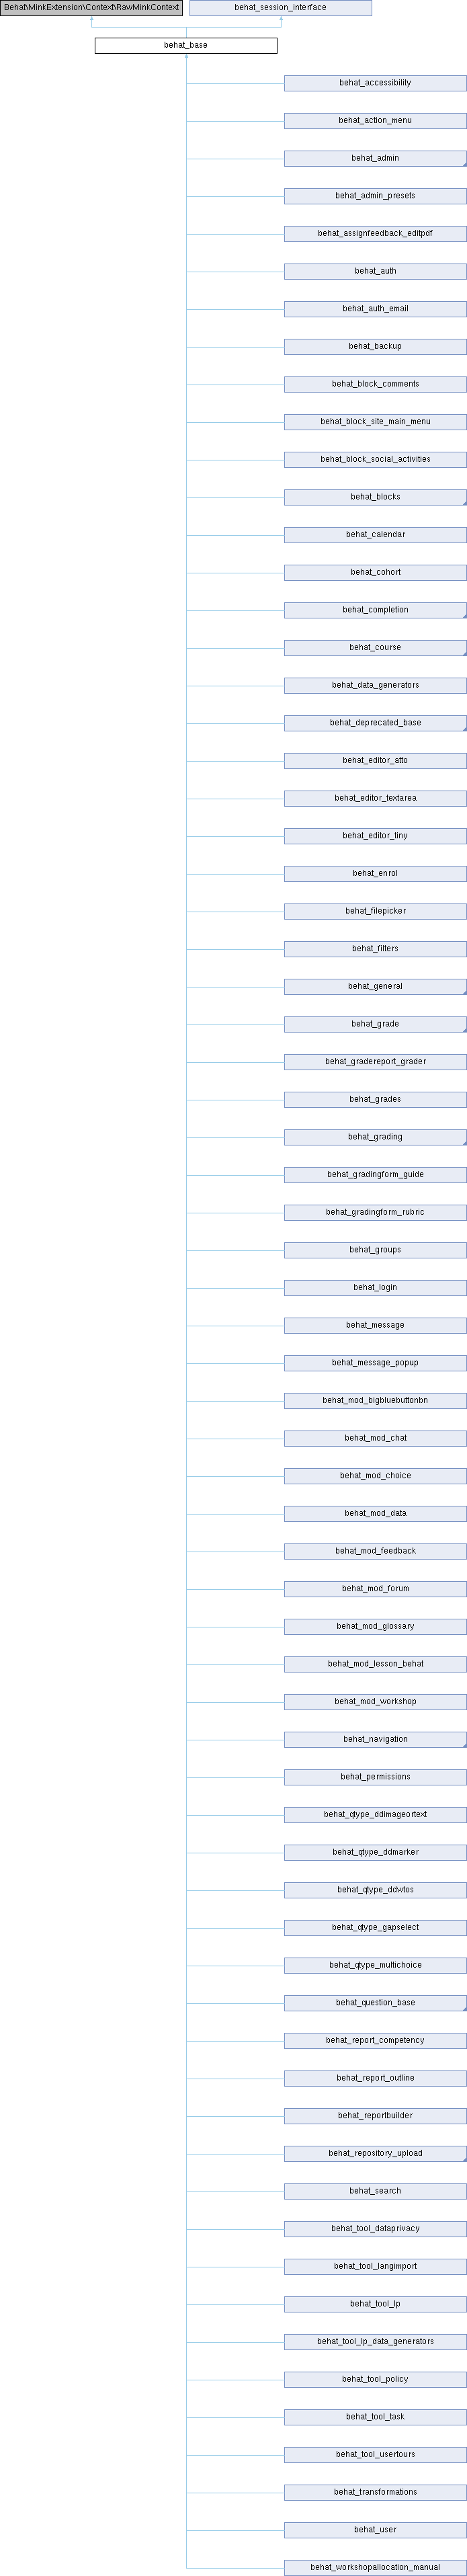 Behat\MinkExtension\Context\RawMinkContext
behat_session_interface
behat_base
behat_accessibility
behat_action_menu
behat_admin
behat_admin_presets
behat_assignfeedback_editpdf
behat_auth
behat_auth_email
behat_backup
behat_block_comments
behat_block_site_main_menu
behat_block_social_activities
behat_blocks
behat_calendar
behat_cohort
behat_completion
behat_course
behat_data_generators
behat_deprecated_base
behat_editor_atto
behat_editor_textarea
behat_editor_tiny
behat_enrol
behat_filepicker
behat_filters
behat_general
behat_grade
behat_gradereport_grader
behat_grades
behat_grading
behat_gradingform_guide
behat_gradingform_rubric
behat_groups
behat_login
behat_message
behat_message_popup
behat_mod_bigbluebuttonbn
behat_mod_chat
behat_mod_choice
behat_mod_data
behat_mod_feedback
behat_mod_forum
behat_mod_glossary
behat_mod_lesson_behat
behat_mod_workshop
behat_navigation
behat_permissions
behat_qtype_ddimageortext
behat_qtype_ddmarker
behat_qtype_ddwtos
behat_qtype_gapselect
behat_qtype_multichoice
behat_question_base
behat_report_competency
behat_report_outline
behat_reportbuilder
behat_repository_upload
behat_search
behat_tool_dataprivacy
behat_tool_langimport
behat_tool_lp
behat_tool_lp_data_generators
behat_tool_policy
behat_tool_task
behat_tool_usertours
behat_transformations
behat_user
behat_workshopallocation_manual